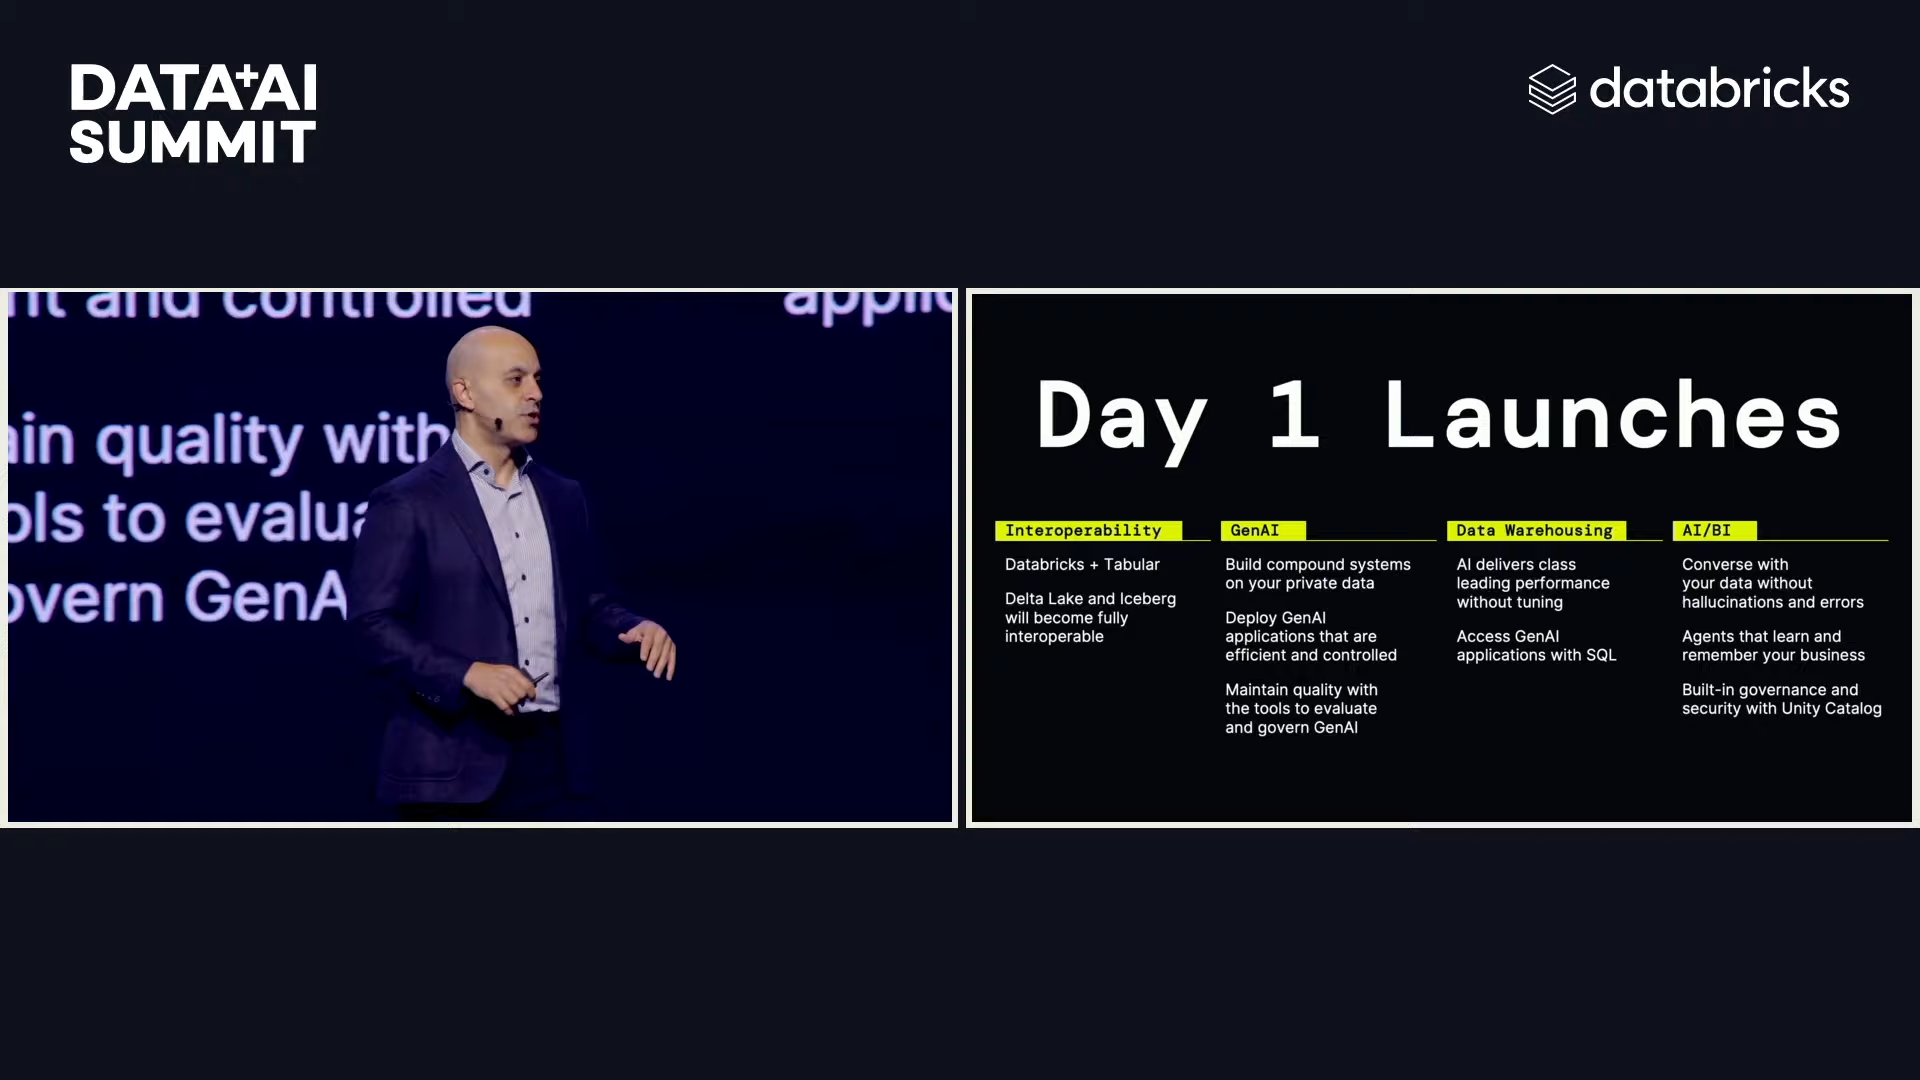 DATA+AI
SUMMIT
databricks
nt and controlled
applic
ain quality with
ols to evalua
overn GenA
Day 1 Launches
Interoperability
Databricks + Tabular
Delta Lake and Iceberg
will become fully
interoperable
GenAI
Build compound systems
on your private data
Deploy GenAI
applications that are
efficient and controlled
Maintain quality with
the tools to evaluate
and govern GenAI
Data Warehousing
AI delivers class
leading performance
without tuning
Access GenAI
applications with SQL
AI/BI
Converse with
your data without
hallucinations and errors
Agents that learn and
remember your business
Built-in governance and
security with Unity Catalog